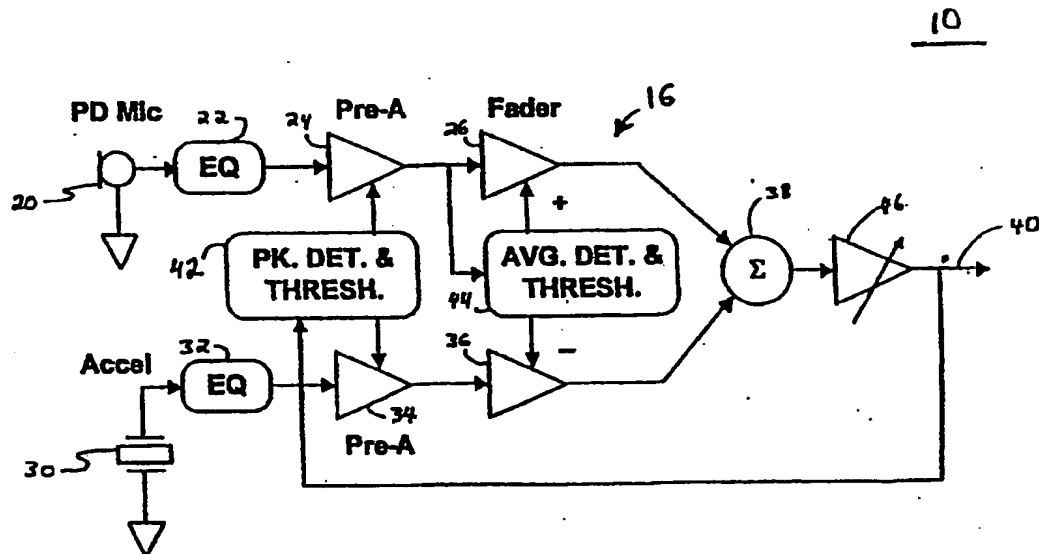 10
PD Mic
22
EQ
24
Pre-A
Fader
26
16
20
38
46
40
+
42
PK. DET. &
THRESH.
AVG. DET. &
THRESH.
44
Σ
Accel
32
EQ
36
−
34
Pre-A
30